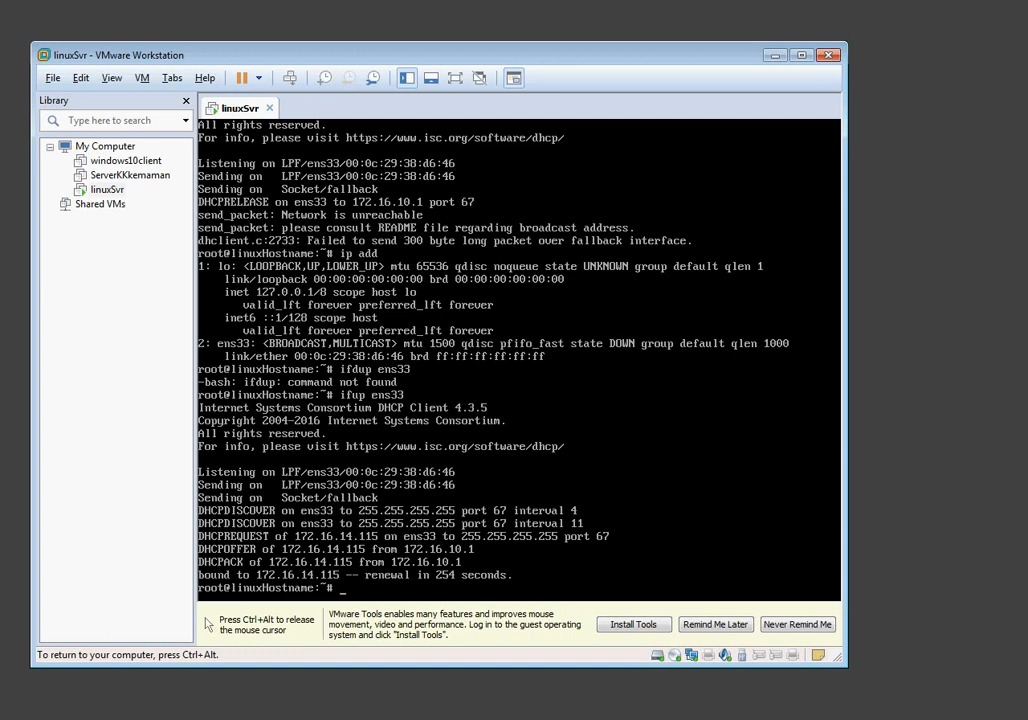 linuxSvr - VMware Workstation
File Edit View VM Tabs Help
Library
Type here to search
My Computer
windows10client
ServerKKkemaman
linuxSvr
Shared VMs
linuxSvr
All rights reserved.
For info, please visit https://www.isc.org/software/dhcp/
Listening on LPF/ens33/00:0c:29:38:d6:46
Sending on   LPF/ens33/00:0c:29:38:d6:46
Sending on   Socket/fallback
DHCPRELEASE on ens33 to 172.16.10.1 port 67
send_packet: Network is unreachable
send_packet: please consult README file regarding broadcast address.
dhclient.c:2733: Failed to send 300 byte long packet over fallback interface.
root@linuxHostname:~# ip add
1: lo: <LOOPBACK,UP,LOWER_UP> mtu 65536 qdisc noqueue state UNKNOWN group default qlen 1
    link/loopback 00:00:00:00:00:00 brd 00:00:00:00:00:00
    inet 127.0.0.1/8 scope host lo
       valid_lft forever preferred_lft forever
    inet6 ::1/128 scope host
       valid_lft forever preferred_lft forever
2: ens33: <BROADCAST,MULTICAST> mtu 1500 qdisc pfifo_fast state DOWN group default qlen 1000
    link/ether 00:0c:29:38:d6:46 brd ff:ff:ff:ff:ff:ff
root@linuxHostname:~# ifdup ens33
-bash: ifdup: command not found
root@linuxHostname:~# ifup ens33
Internet Systems Consortium DHCP Client 4.3.5
Copyright 2004-2016 Internet Systems Consortium.
All rights reserved.
For info, please visit https://www.isc.org/software/dhcp/
Listening on LPF/ens33/00:0c:29:38:d6:46
Sending on   LPF/ens33/00:0c:29:38:d6:46
Sending on   Socket/fallback
DHCPDISCOVER on ens33 to 255.255.255.255 port 67 interval 4
DHCPDISCOVER on ens33 to 255.255.255.255 port 67 interval 11
DHCPREQUEST of 172.16.14.115 on ens33 to 255.255.255.255 port 67
DHCPOFFER of 172.16.14.115 from 172.16.10.1
DHCPACK of 172.16.14.115 from 172.16.10.1
bound to 172.16.14.115 -- renewal in 254 seconds.
root@linuxHostname:~# _
Press Ctrl+Alt to release
the mouse cursor
VMware Tools enables many features and improves mouse
movement, video and performance. Log in to the guest operating
system and click "Install Tools".
Install Tools
Remind Me Later
Never Remind Me
To return to your computer, press Ctrl+Alt.